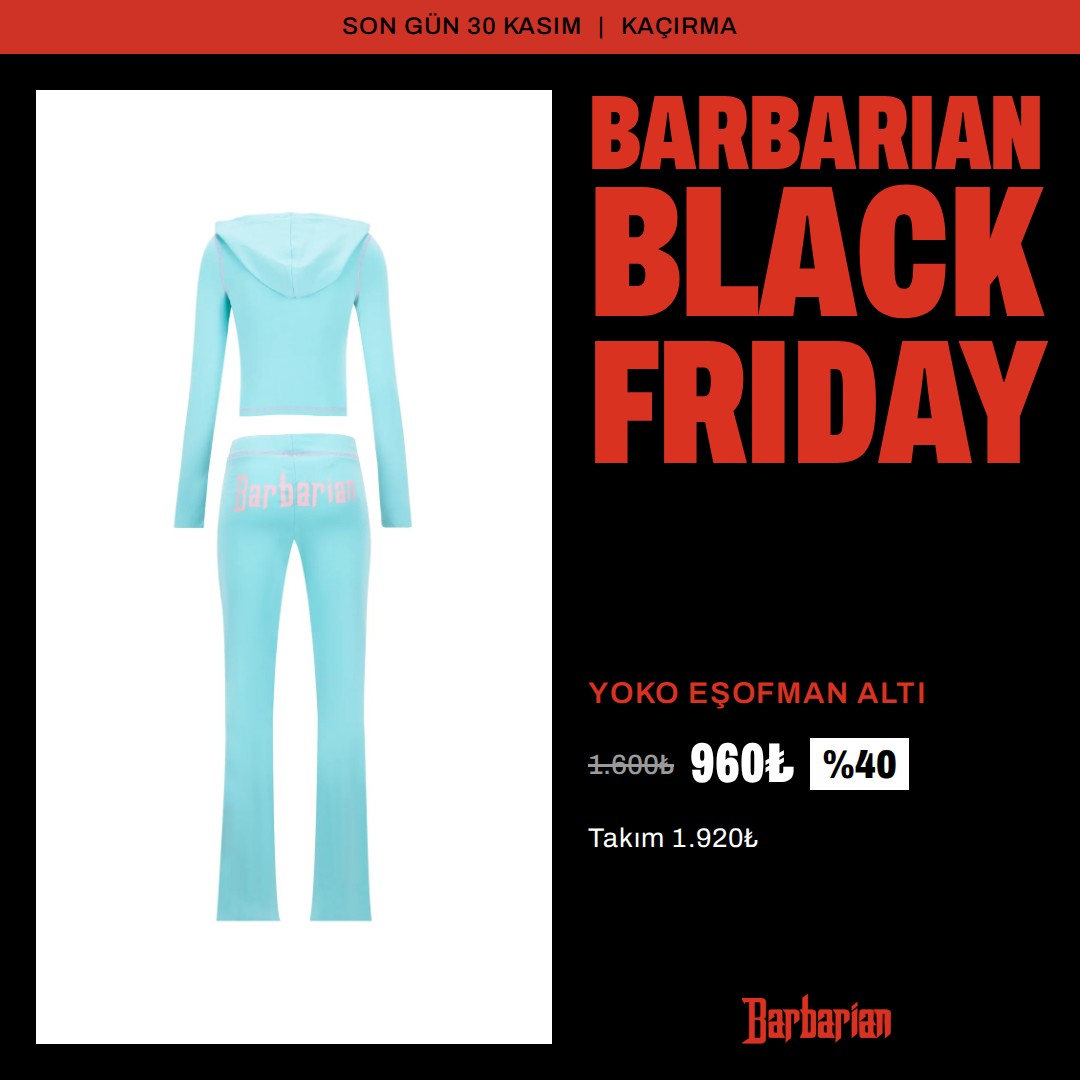 SON GÜN 30 KASIM | KAÇIRMA
BARBARIAN
BLACK
FRIDAY
Barbarian
YOKO EŞOFMAN ALTI
1.600₺ 960₺ %40
Takım 1.920₺
Barbarian